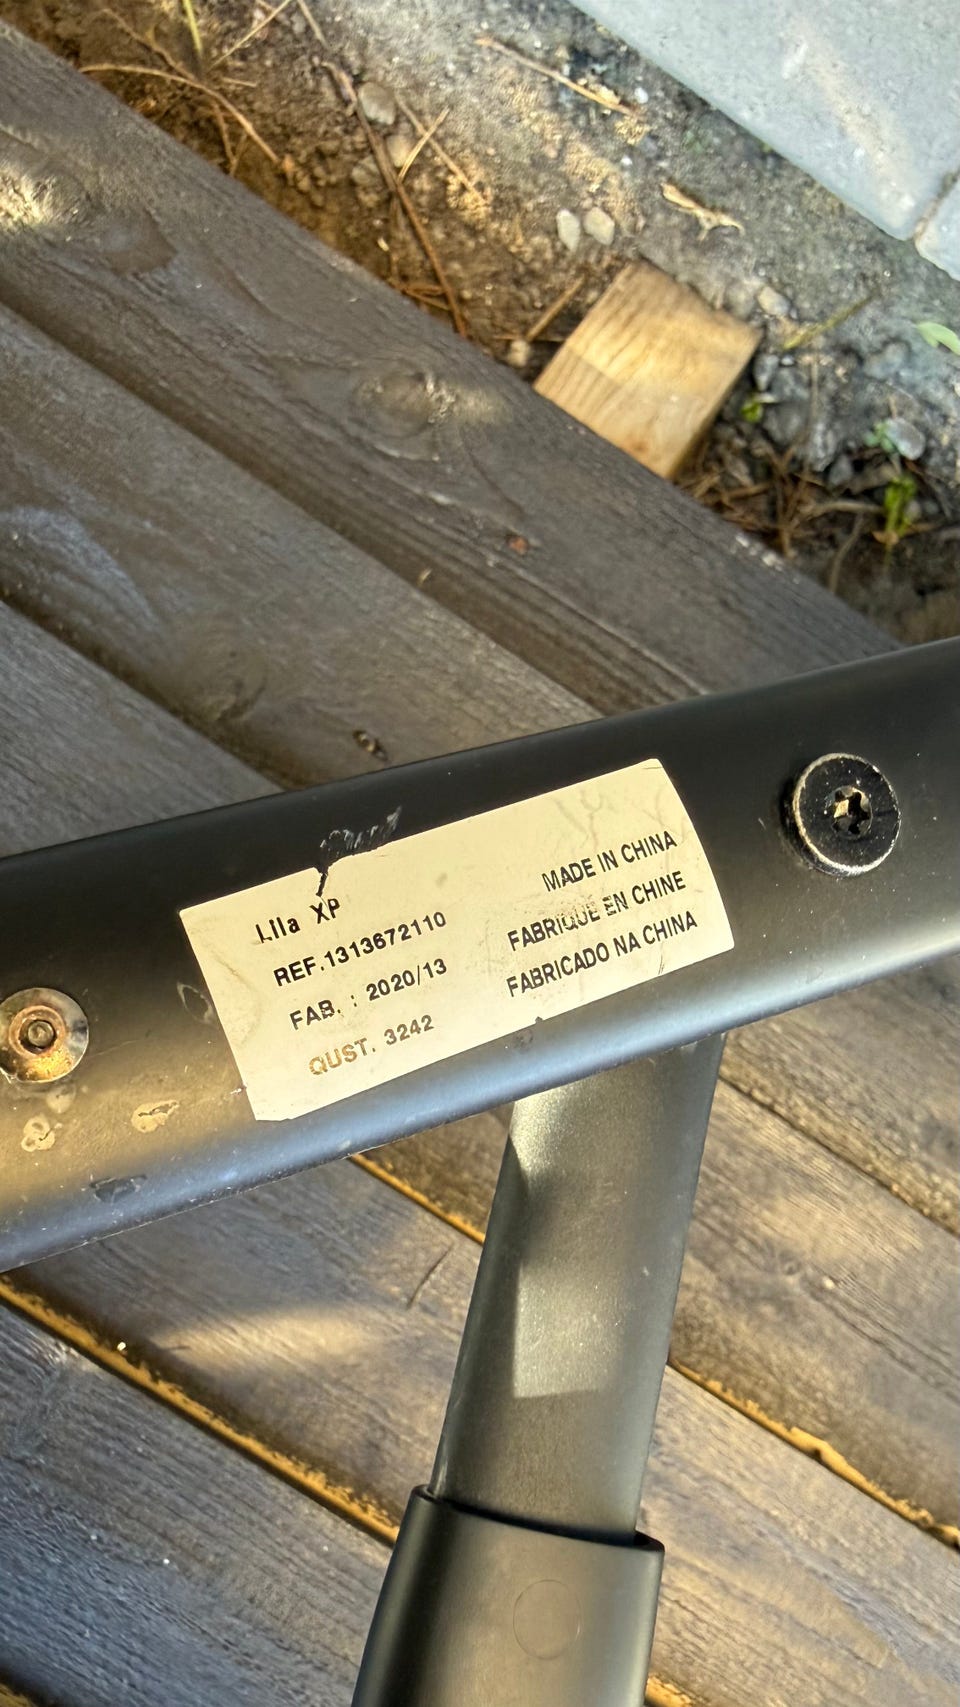 Lila XP
REF.1313672110
FAB. : 2020/13
QUST. 3242
MADE IN CHINA
FABRIQUE EN CHINE
FABRICADO NA CHINA